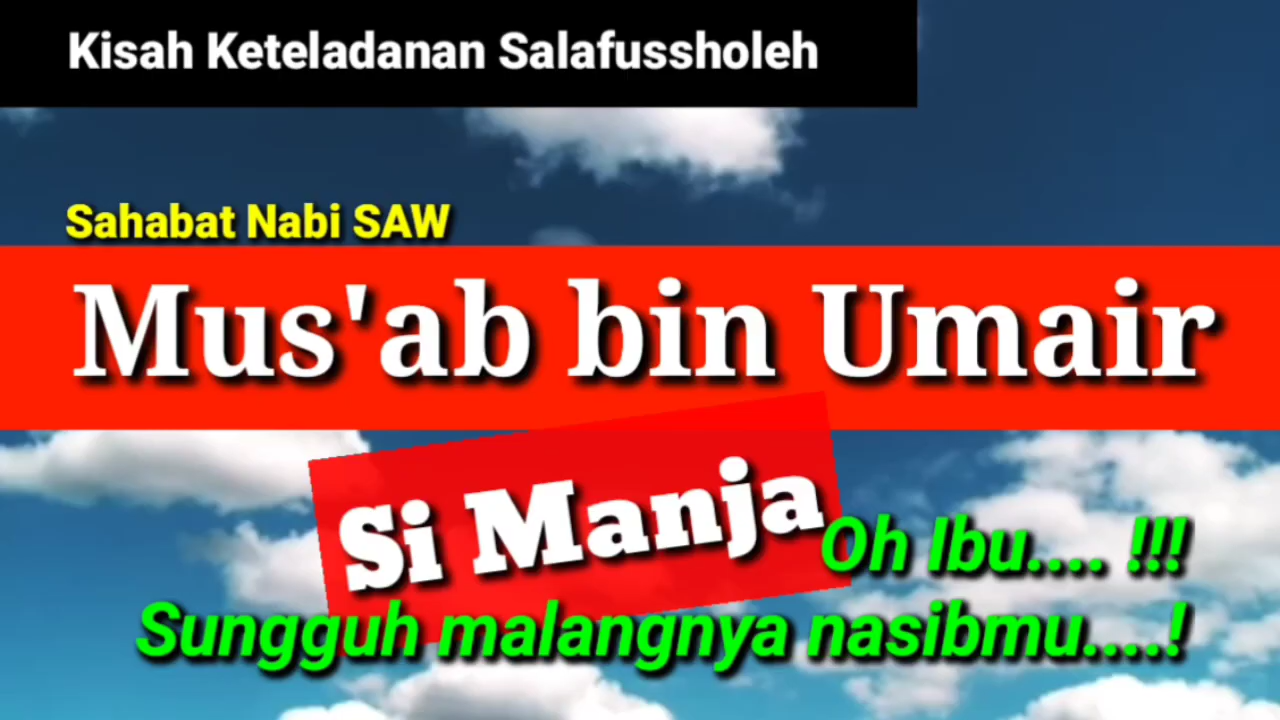 Kisah Keteladanan Salafussholeh
Sahabat Nabi SAW
Mus'ab bin Umair
Si Manja
Oh Ibu.... !!!
Sungguh malangnya nasibmu....!